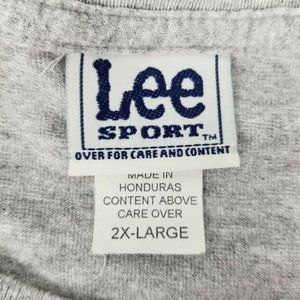 Lee
SPORT™
OVER FOR CARE AND CONTENT
MADE IN
HONDURAS
CONTENT ABOVE
CARE OVER
2X-LARGE